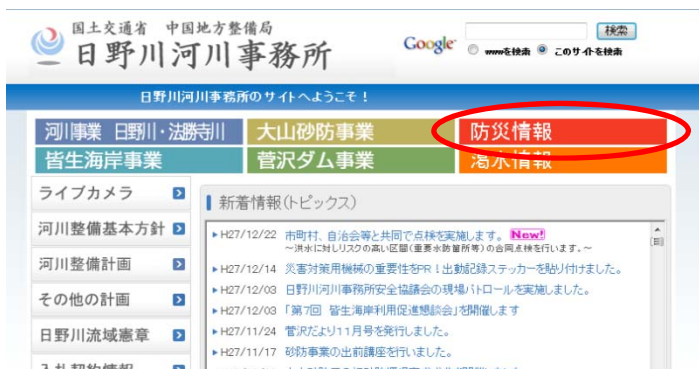 国土交通省 中国地方整備局
日野川河川事務所
Google
検索
wwwを検索 このサイトを検索
日野川河川事務所のサイトへようこそ！
河川事業 日野川・法勝寺川 大山砂防事業 防災情報
皆生海岸事業 菅沢ダム事業 渇水情報
ライブカメラ
河川整備基本方針
河川整備計画
その他の計画
日野川流域憲章
入札契約情報
新着情報(トピックス)
H27/12/22 市町村、自治会等と共同で点検を実施します。 New!
～洪水に対しリスクの高い区間(重要水防箇所等)の合同点検を行います。～
H27/12/14 災害対策用機械の重要性をPR！出動記録ステッカーを貼り付けました。
H27/12/03 日野川河川事務所安全協議会の現場パトロールを実施しました。
H27/12/03 「第7回 皆生海岸利用促進懇談会」を開催します
H27/11/24 菅沢だより11月号を発行しました。
H27/11/17 砂防事業の出前講座を行いました。